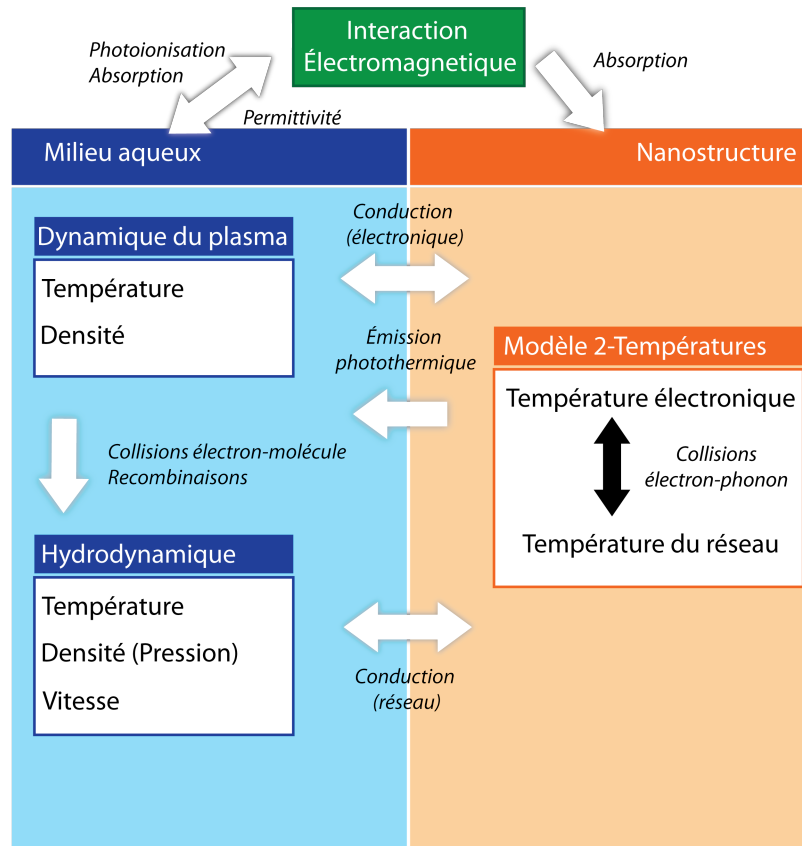 Interaction
Électromagnetique
Photoionisation
Absorption
Permittivité
Absorption
Milieu aqueux
Nanostructure
Dynamique du plasma
Température
Densité
Conduction
(électronique)
Émission
photothermique
Modèle 2-Températures
Température électronique
Collisions
électron-phonon
Température du réseau
Collisions électron-molécule
Recombinaisons
Hydrodynamique
Température
Densité (Pression)
Vitesse
Conduction
(réseau)